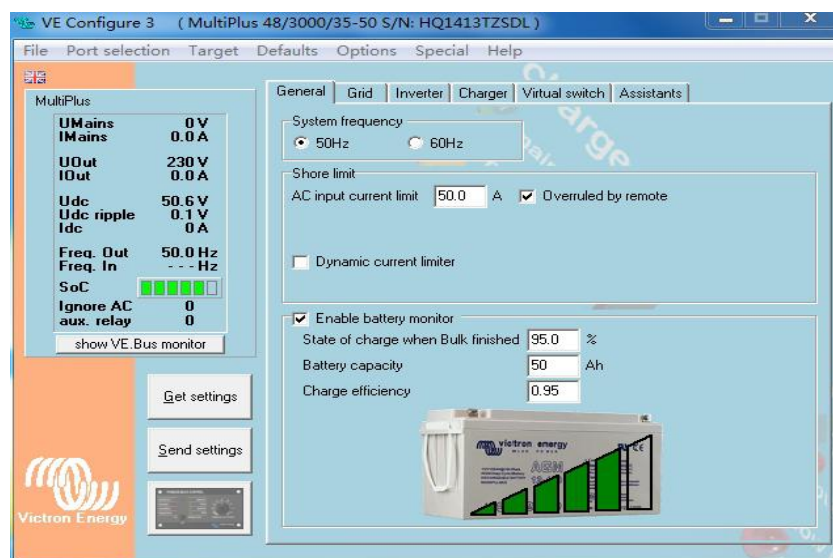 VE Configure 3 ( MultiPlus 48/3000/35-50 S/N: HQ1413TZSDL )
File Port selection Target Defaults Options Special Help
MultiPlus
UMains 0 V
IMains 0.0 A
UOut 230 V
IOut 0.0 A
Udc 50.6 V
Udc ripple 0.1 V
Idc 0 A
Freq. Out 50.0 Hz
Freq. In - - - Hz
SoC
Ignore AC 0
aux. relay 0
show VE.Bus monitor
Get settings
Send settings
Victron Energy
General Grid Inverter Charger Virtual switch Assistants
System frequency
50Hz 60Hz
Shore limit
AC input current limit 50.0 A Overruled by remote
Dynamic current limiter
Enable battery monitor
State of charge when Bulk finished 95.0 %
Battery capacity 50 Ah
Charge efficiency 0.95
victron energy
AGM